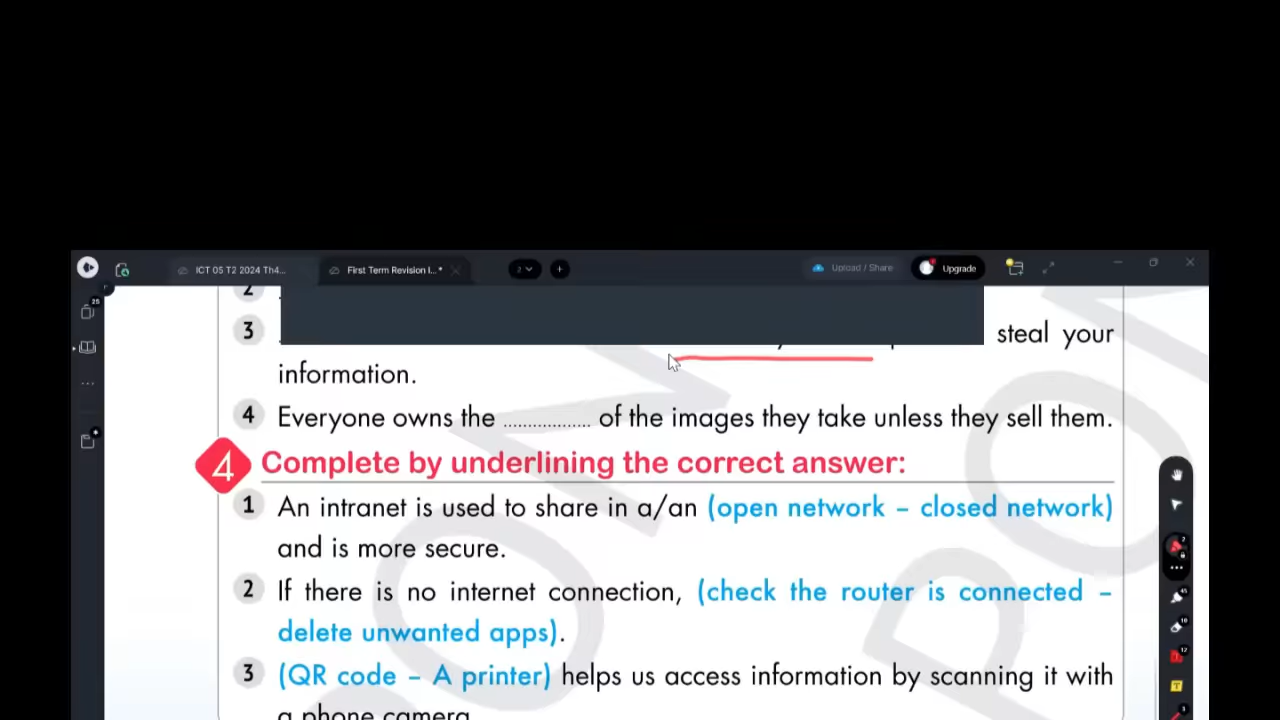 ICT 05 T2 2024 Th4... First Term Revision I...* 2 Upload / Share Upgrade
25
2
3 steal your
information.
4 Everyone owns the .................. of the images they take unless they sell them.
4 Complete by underlining the correct answer:
1 An intranet is used to share in a/an (open network – closed network)
and is more secure.
2 If there is no internet connection, (check the router is connected –
delete unwanted apps).
3 (QR code – A printer) helps us access information by scanning it with
a phone camera